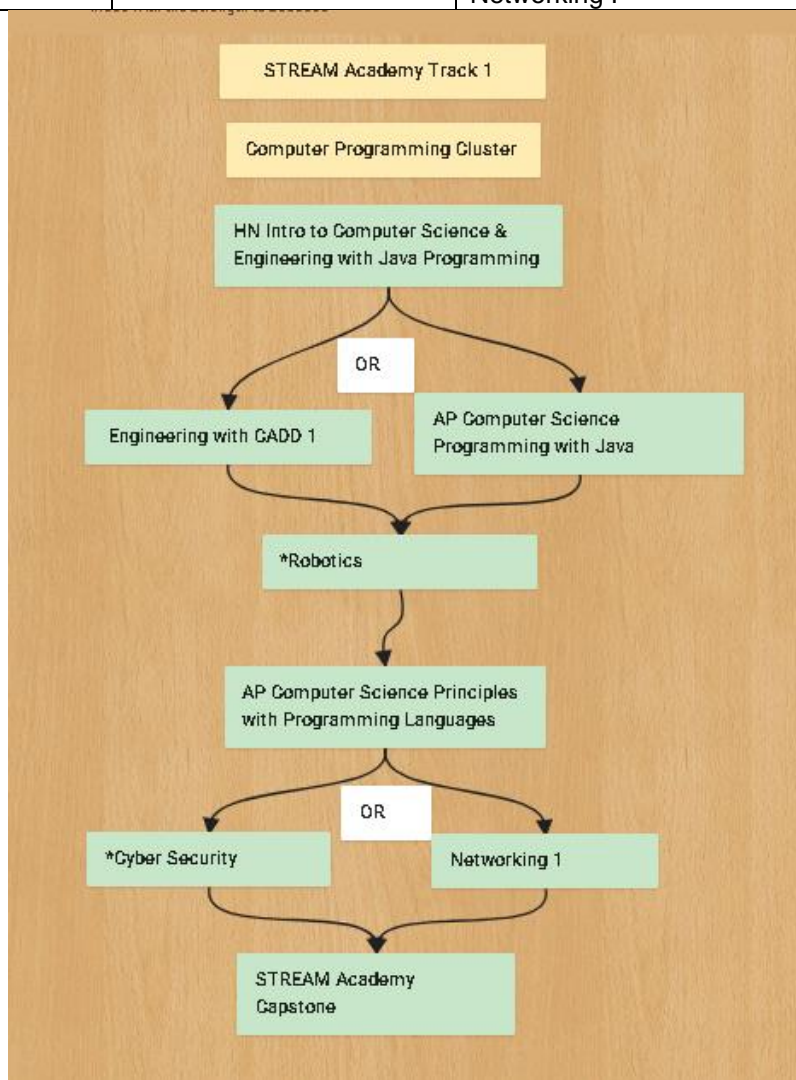 Networking I
STREAM Academy Track 1
Computer Programming Cluster
HN Intro to Computer Science &
Engineering with Java Programming
OR
Engineering with CADD 1
AP Computer Science
Programming with Java
*Robotics
AP Computer Science Principles
with Programming Languages
OR
*Cyber Security
Networking 1
STREAM Academy
Capstone